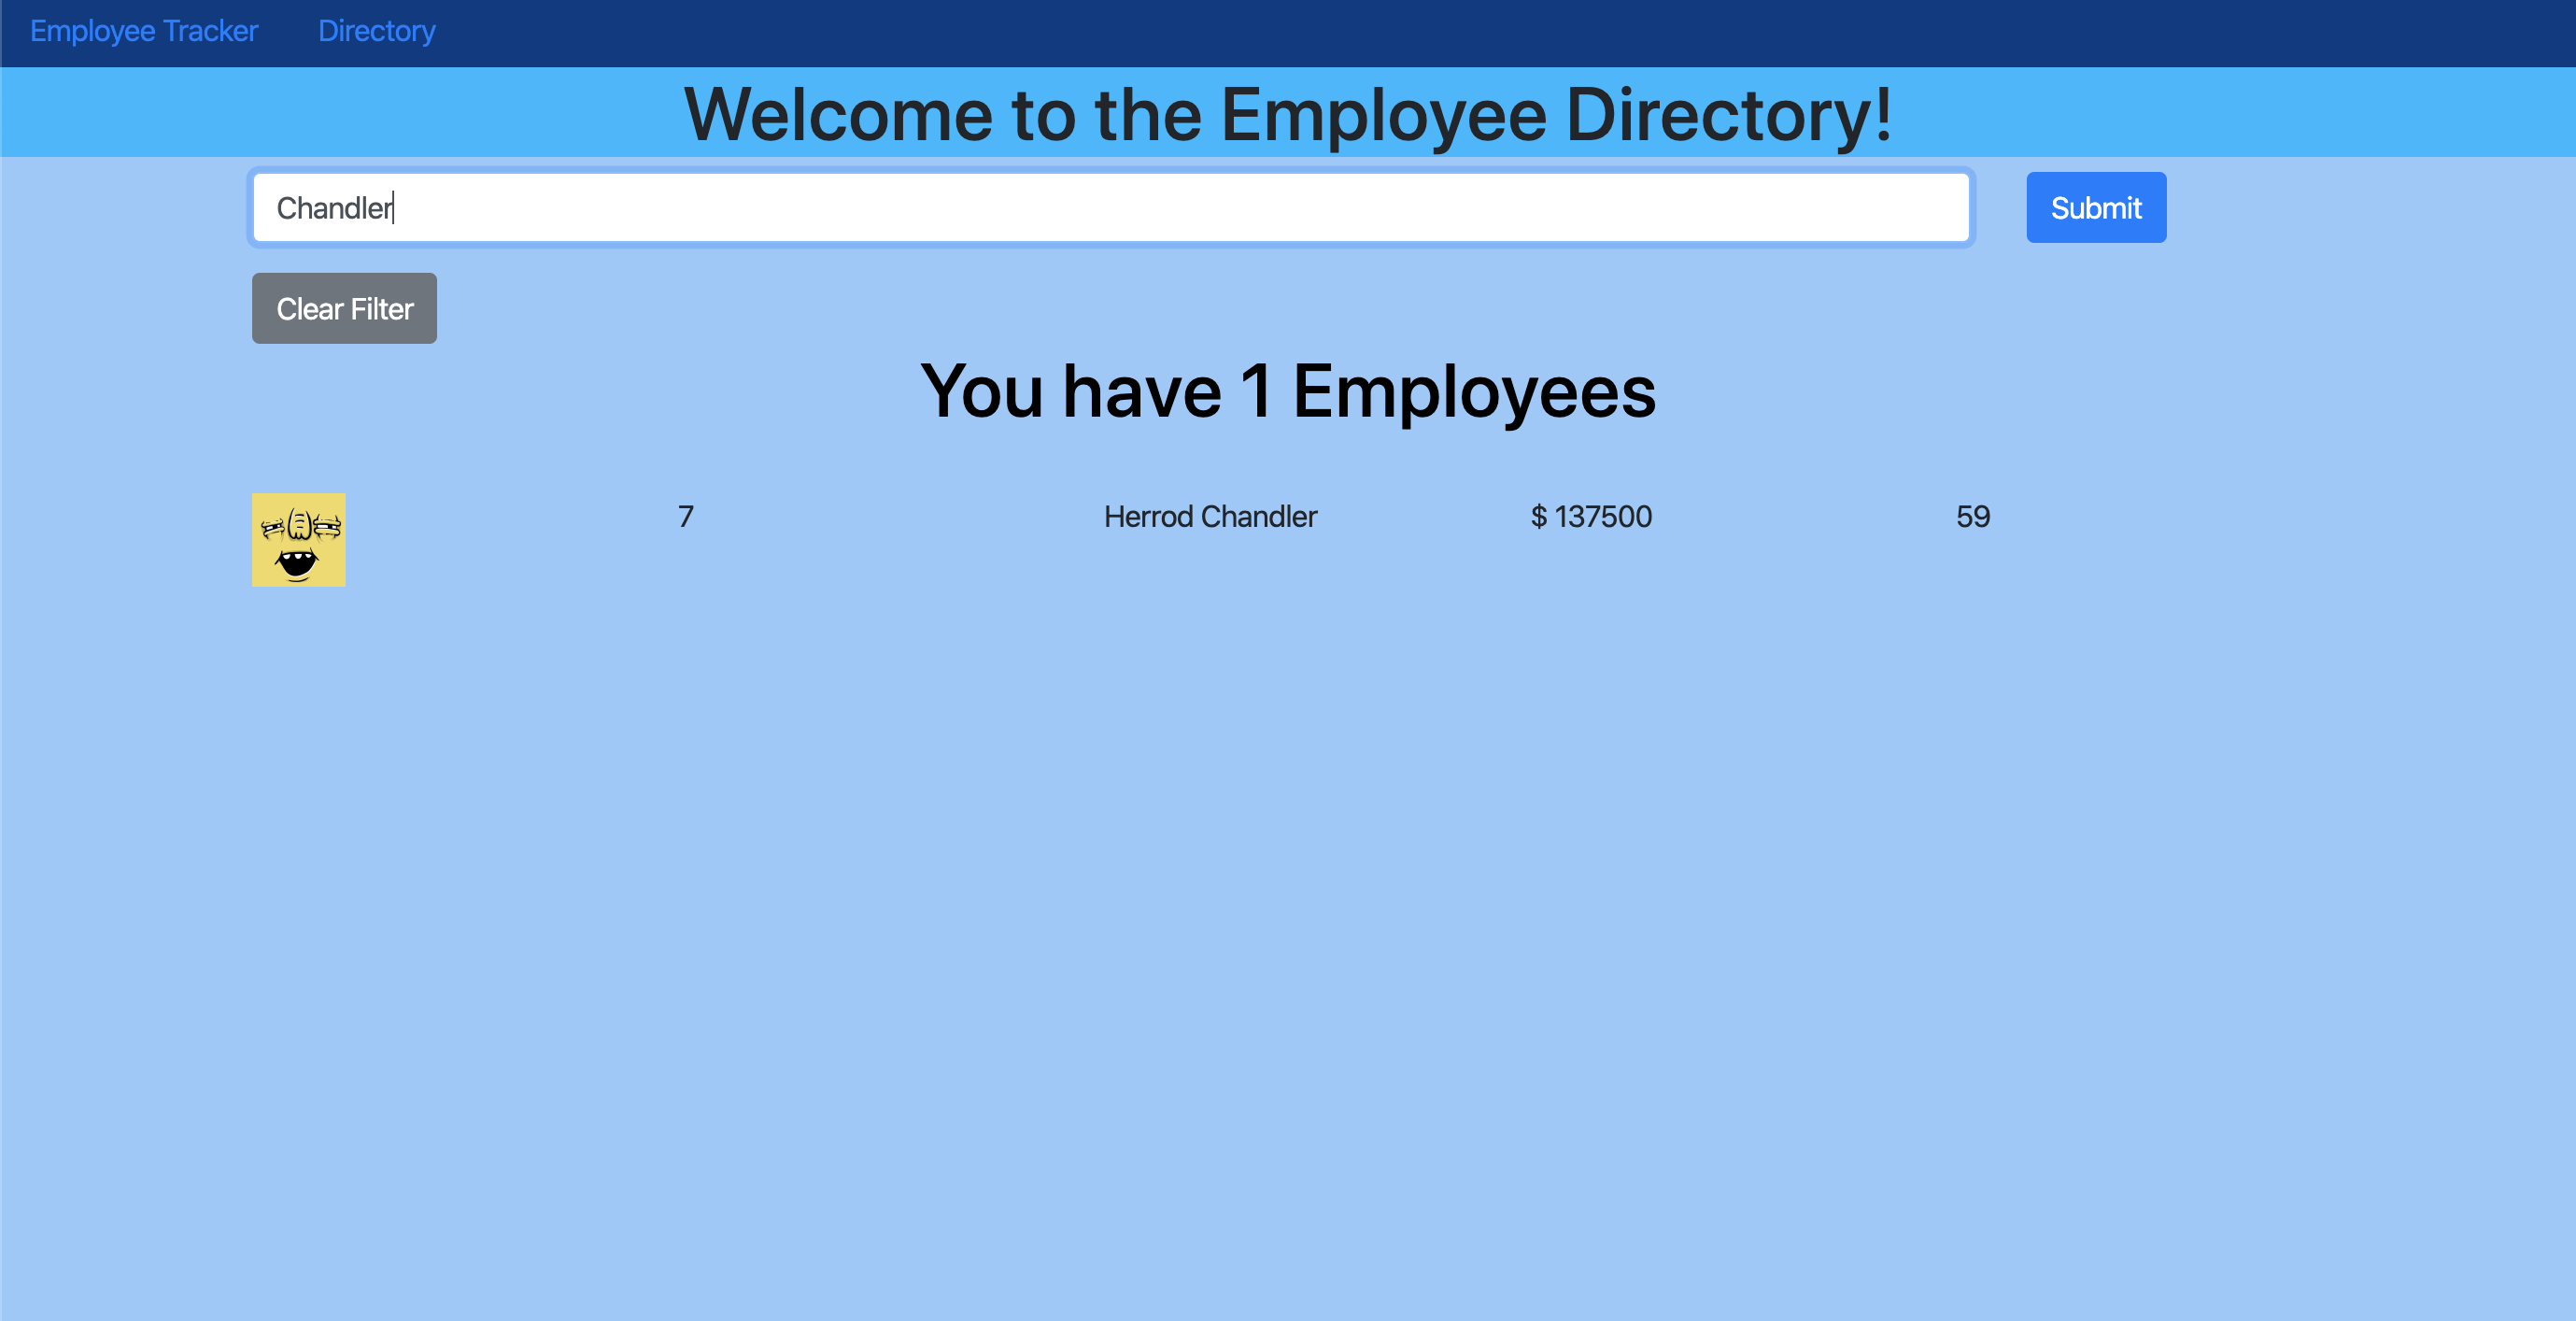 Employee Tracker Directory
Welcome to the Employee Directory!
Chandler Submit
Clear Filter
You have 1 Employees
7 Herrod Chandler $ 137500 59